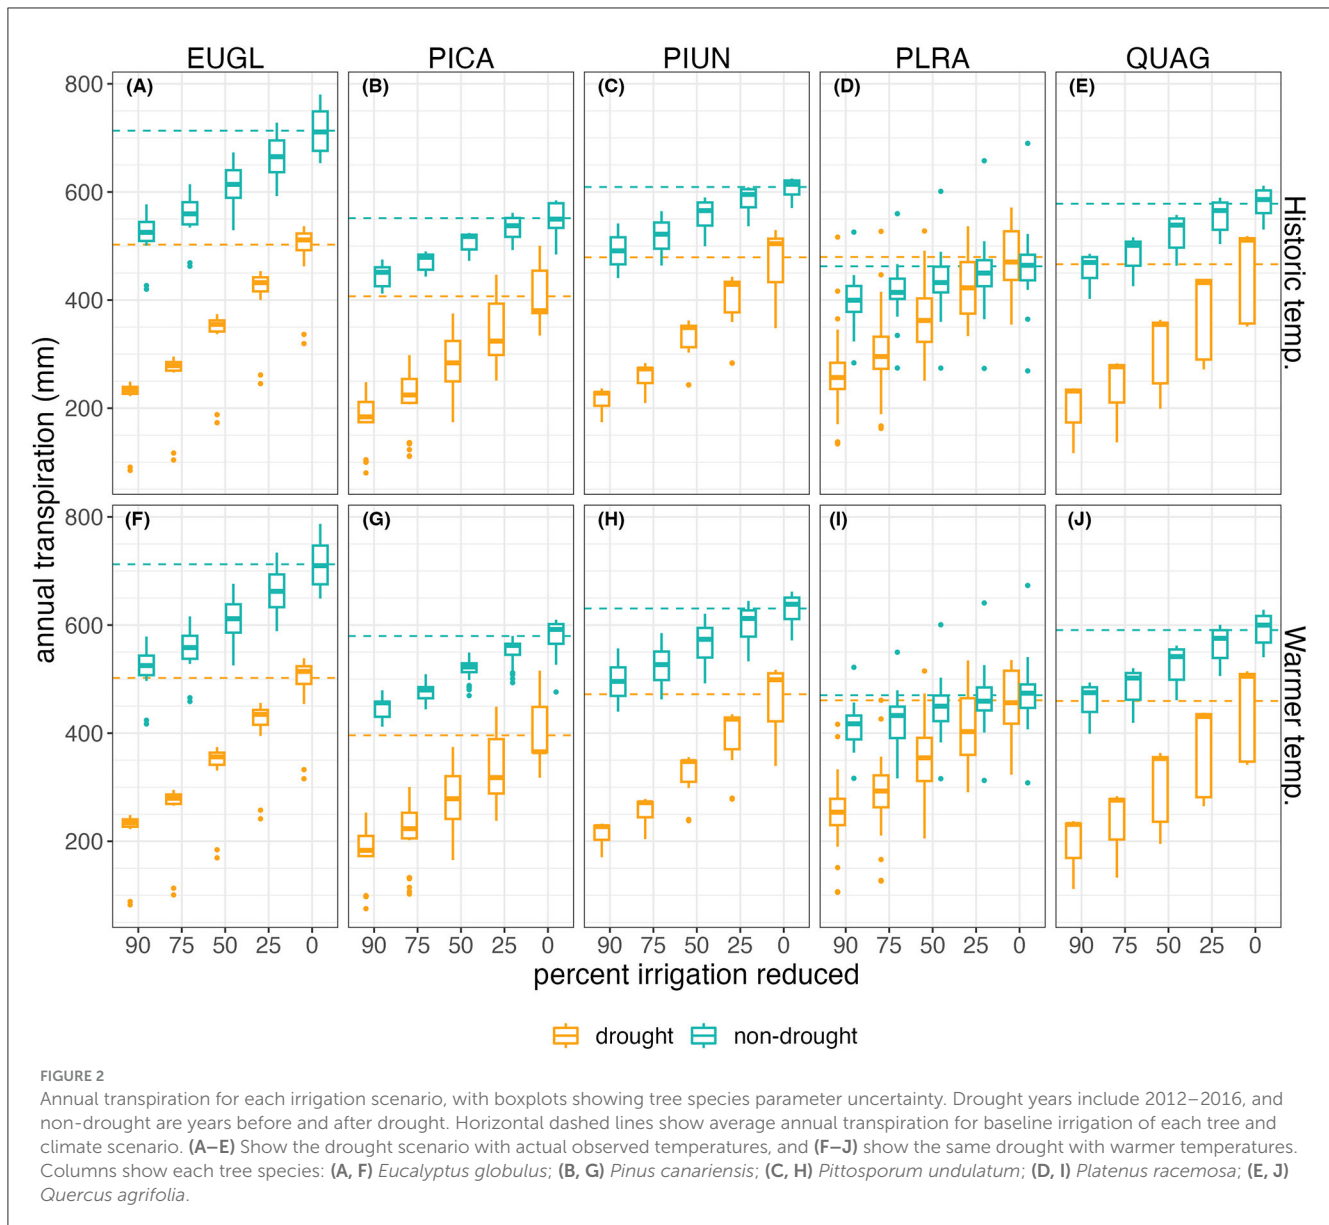 EUGL PICA PIUN PLRA QUAG
(A) (B) (C) (D) (E)
800
600
400
200
Historic temp.
annual transpiration (mm)
(F) (G) (H) (I) (J)
800
600
400
200
Warmer temp.
90 75 50 25 0 90 75 50 25 0 90 75 50 25 0 90 75 50 25 0 90 75 50 25 0
percent irrigation reduced
drought non-drought
FIGURE 2
Annual transpiration for each irrigation scenario, with boxplots showing tree species parameter uncertainty. Drought years include 2012–2016, and
non-drought are years before and after drought. Horizontal dashed lines show average annual transpiration for baseline irrigation of each tree and
climate scenario. (A–E) Show the drought scenario with actual observed temperatures, and (F–J) show the same drought with warmer temperatures.
Columns show each tree species: (A, F) Eucalyptus globulus; (B, G) Pinus canariensis; (C, H) Pittosporum undulatum; (D, I) Platenus racemosa; (E, J)
Quercus agrifolia.